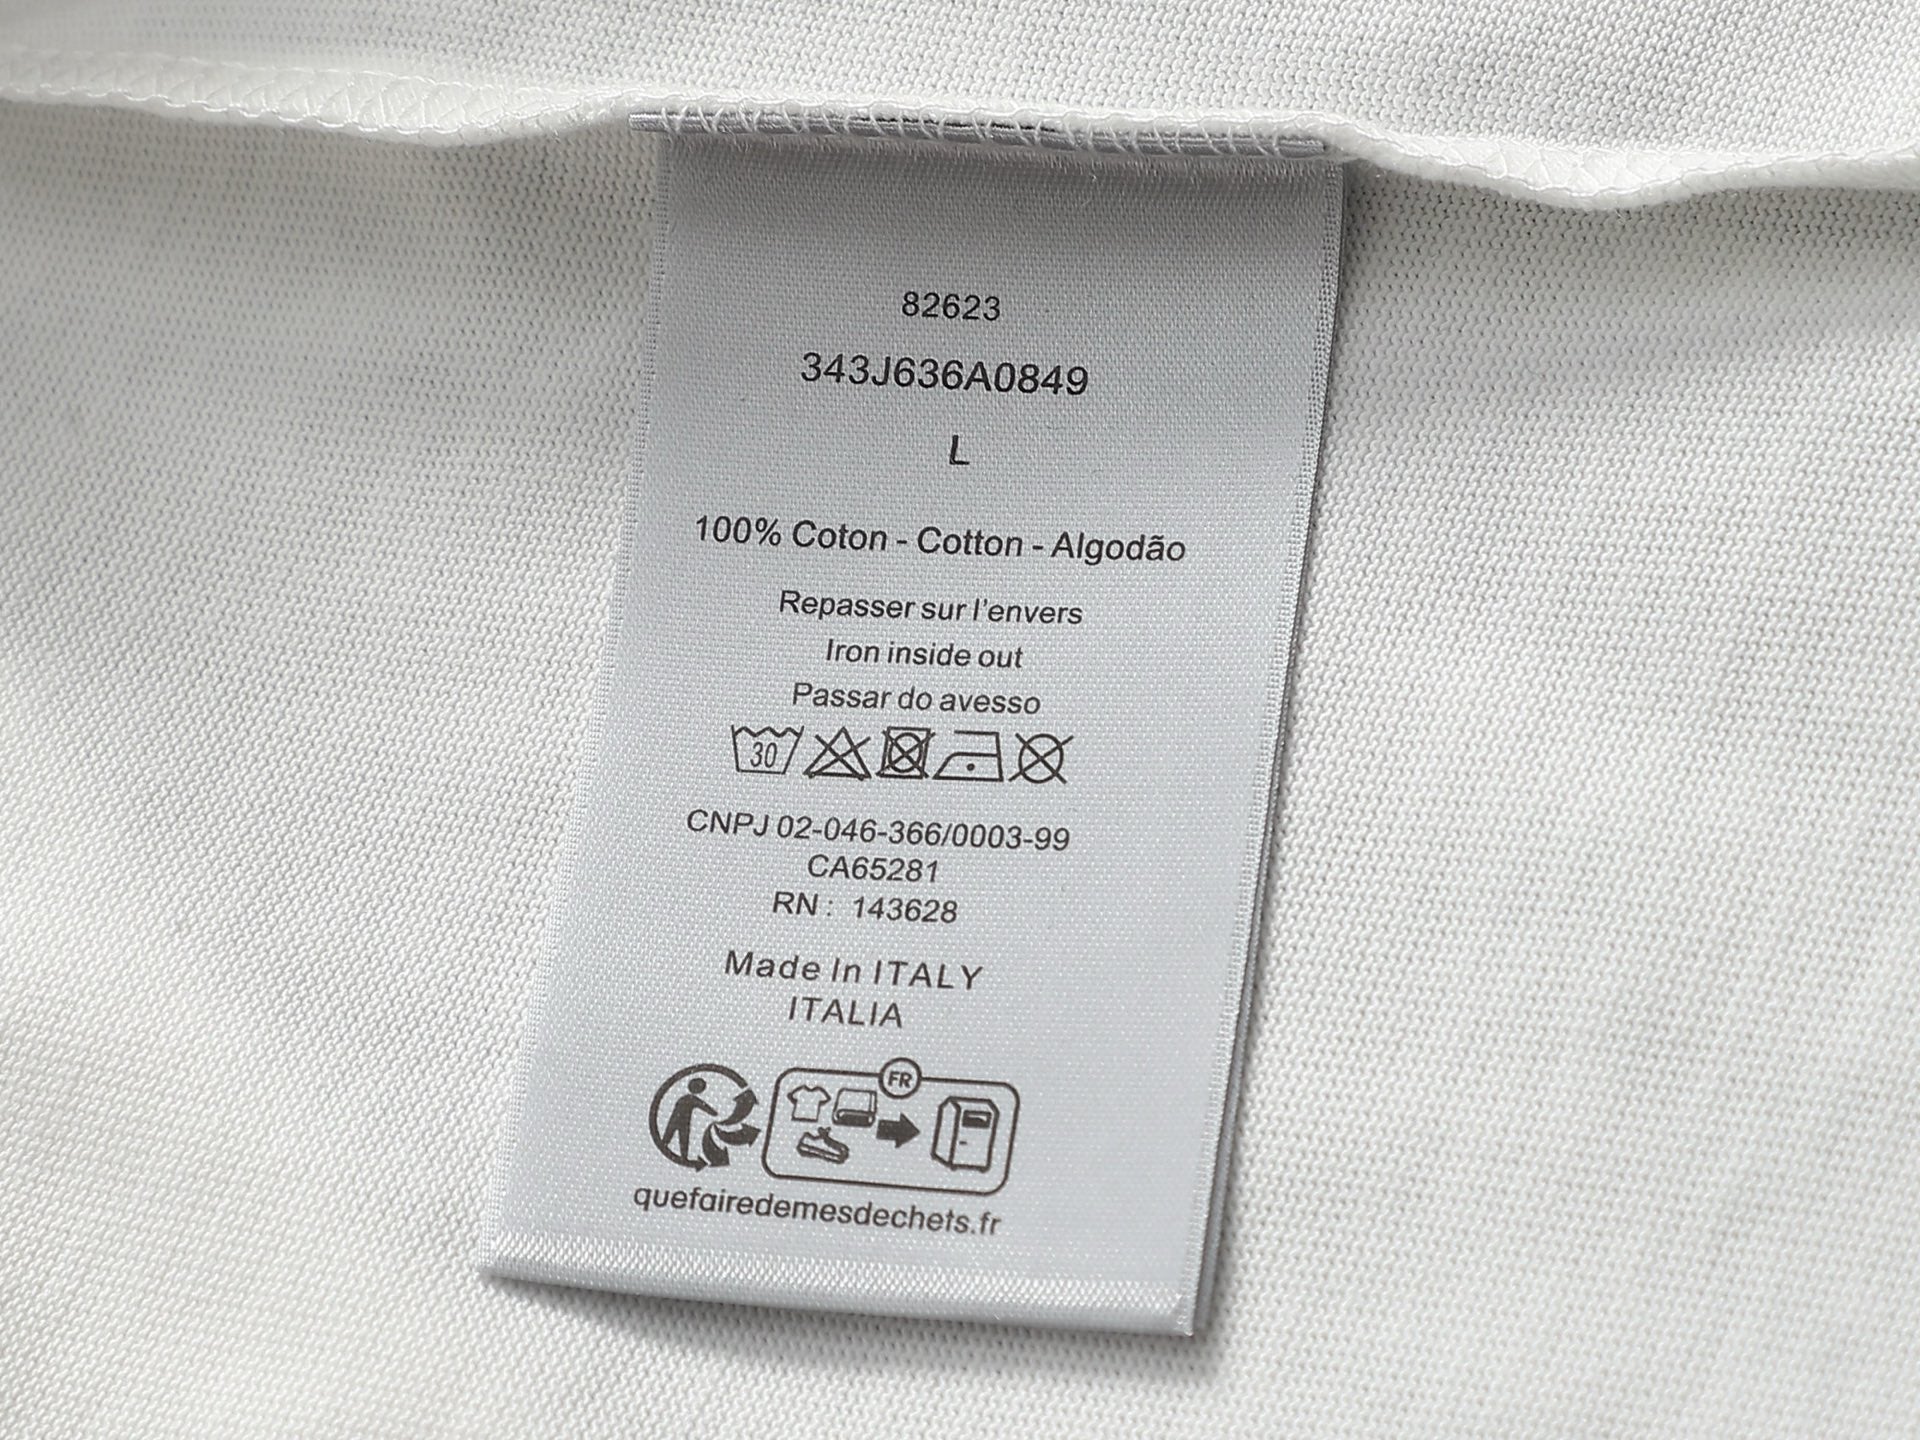 82623
343J636A0849
L
100% Coton - Cotton - Algodão
Repasser sur l'envers
Iron inside out
Passar do avesso
30
CNPJ 02-046-366/0003-99
CA65281
RN : 143628
Made In ITALY
ITALIA
FR
quefairedemesdechets.fr